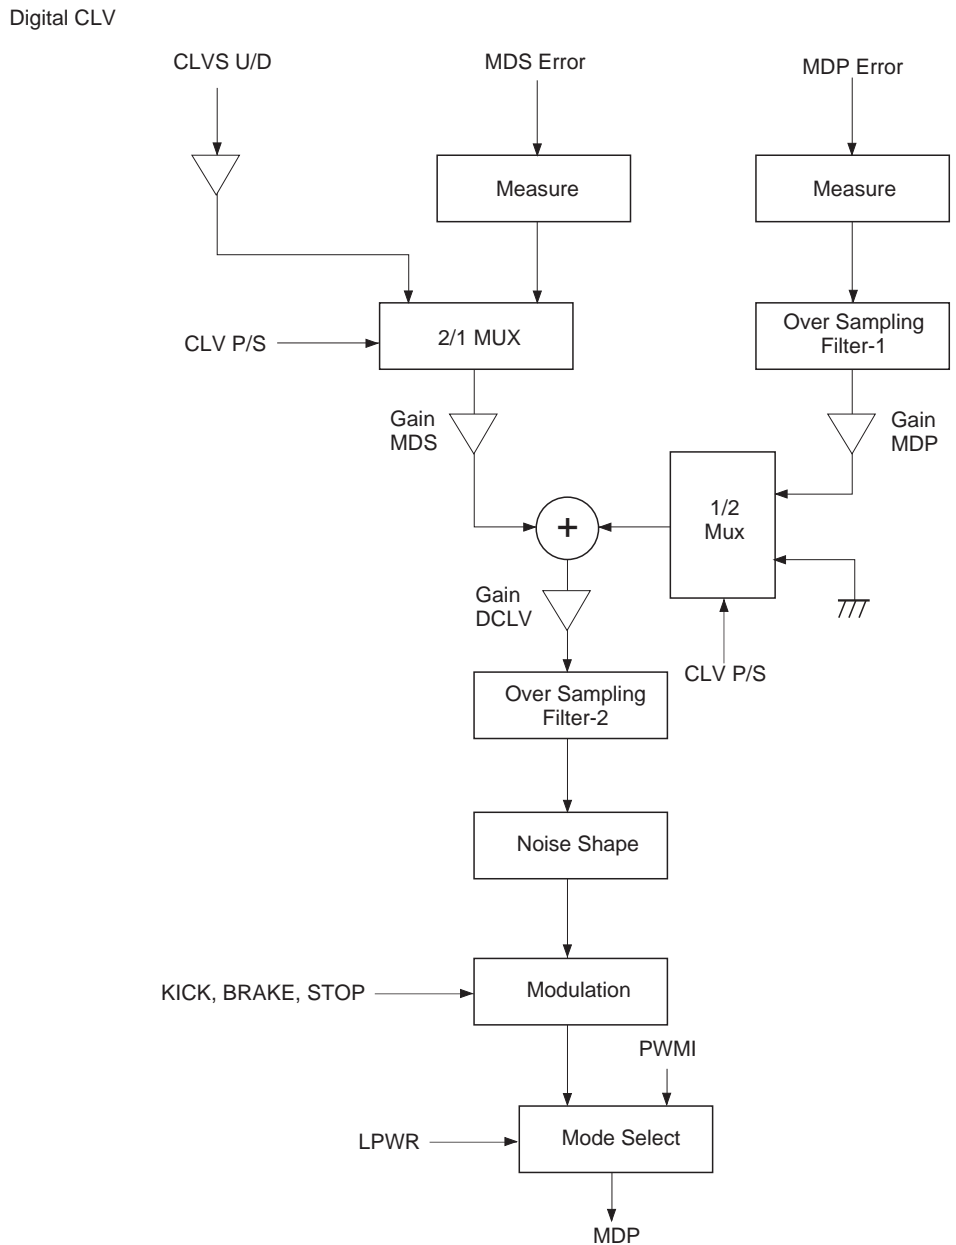 Digital CLV
CLVS U/D
MDS Error
MDP Error
Measure
Measure
CLV P/S
2/1 MUX
Over Sampling
Filter-1
Gain
MDS
Gain
MDP
1/2
Mux
+
Gain
DCLV
CLV P/S
Over Sampling
Filter-2
Noise Shape
KICK, BRAKE, STOP
Modulation
PWMI
LPWR
Mode Select
MDP